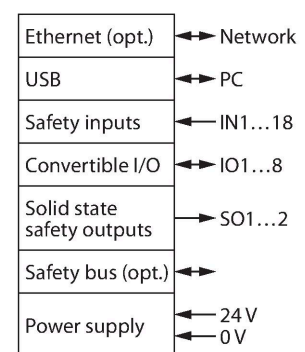 Ethernet (opt.) Network
USB PC
Safety inputs IN1...18
Convertible I/O IO1...8
Solid state
safety outputs SO1...2
Safety bus (opt.)
Power supply 24 V
0 V